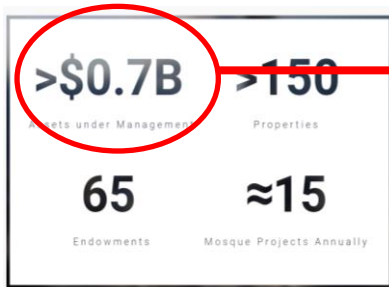 >$0.7B >150
Assets under Management Properties
65 ≈15
Endowments Mosque Projects Annually